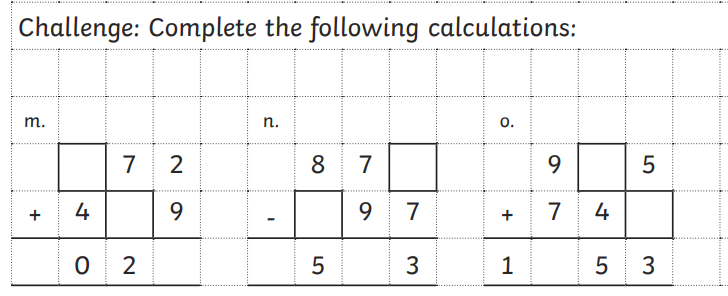 Challenge: Complete the following calculations:
m. n. o.
7 2 8 7 9 5
+ 4 9 - 9 7 + 7 4
0 2 5 3 1 5 3